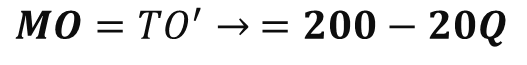 MO = TO′ → = 200 − 20Q